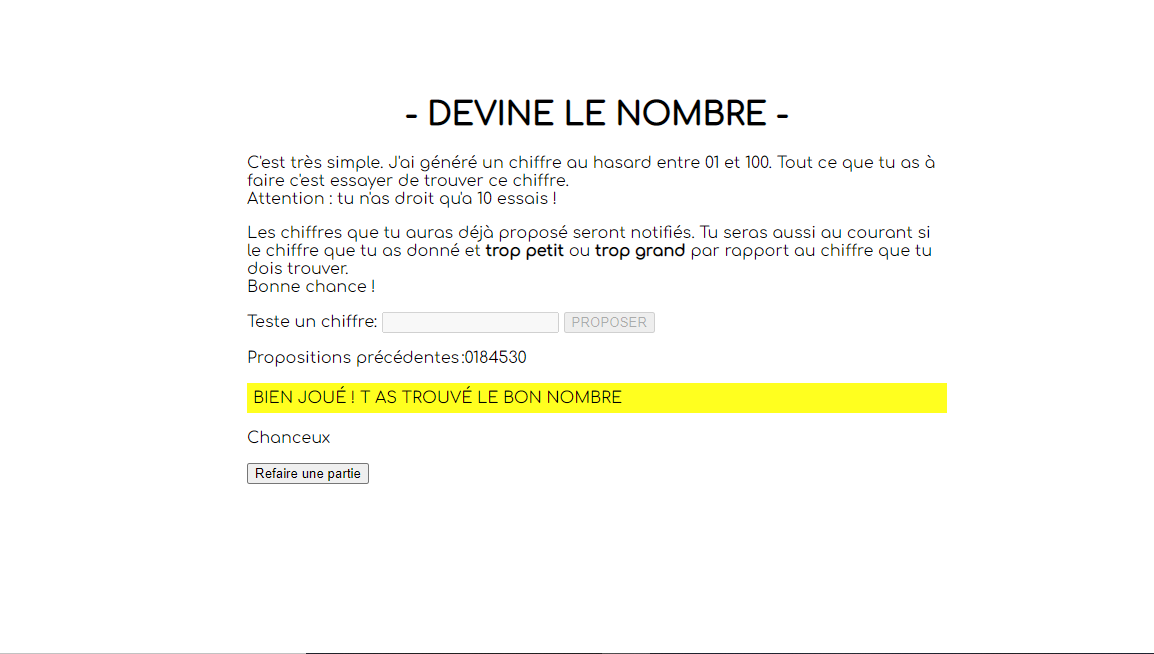 - DEVINE LE NOMBRE -
C'est très simple. J'ai généré un chiffre au hasard entre 01 et 100. Tout ce que tu as à
faire c'est essayer de trouver ce chiffre.
Attention : tu n'as droit qu'a 10 essais !
Les chiffres que tu auras déjà proposé seront notifiés. Tu seras aussi au courant si
le chiffre que tu as donné et trop petit ou trop grand par rapport au chiffre que tu
dois trouver.
Bonne chance !
Teste un chiffre: PROPOSER
Propositions précédentes :0184530
BIEN JOUÉ ! T AS TROUVÉ LE BON NOMBRE
Chanceux
Refaire une partie